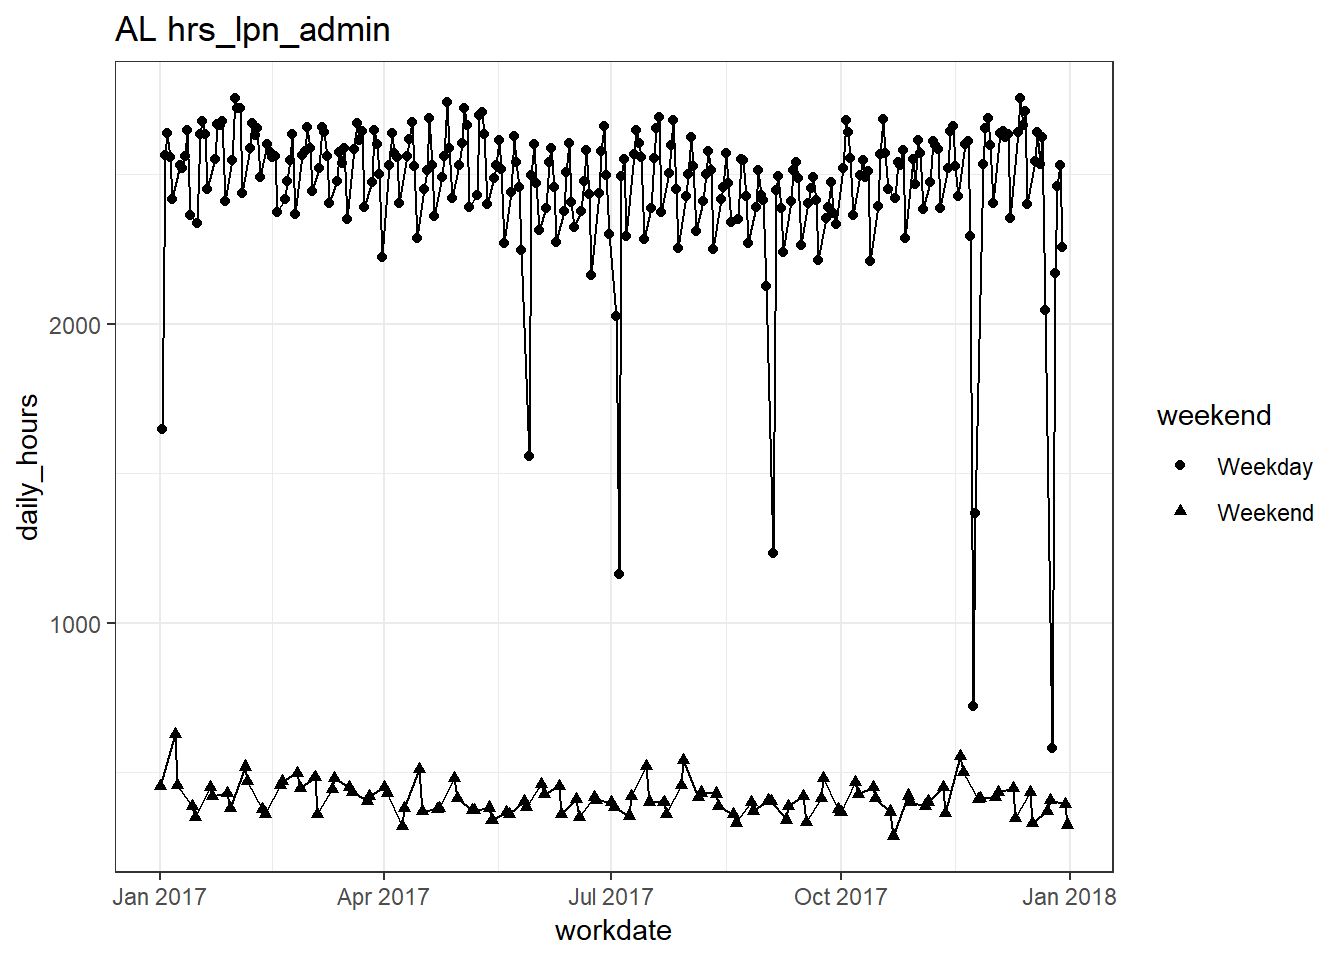 AL hrs_lpn_admin
daily_hours
2000
1000
Jan 2017
Apr 2017
Jul 2017
Oct 2017
Jan 2018
workdate
weekend
Weekday
Weekend